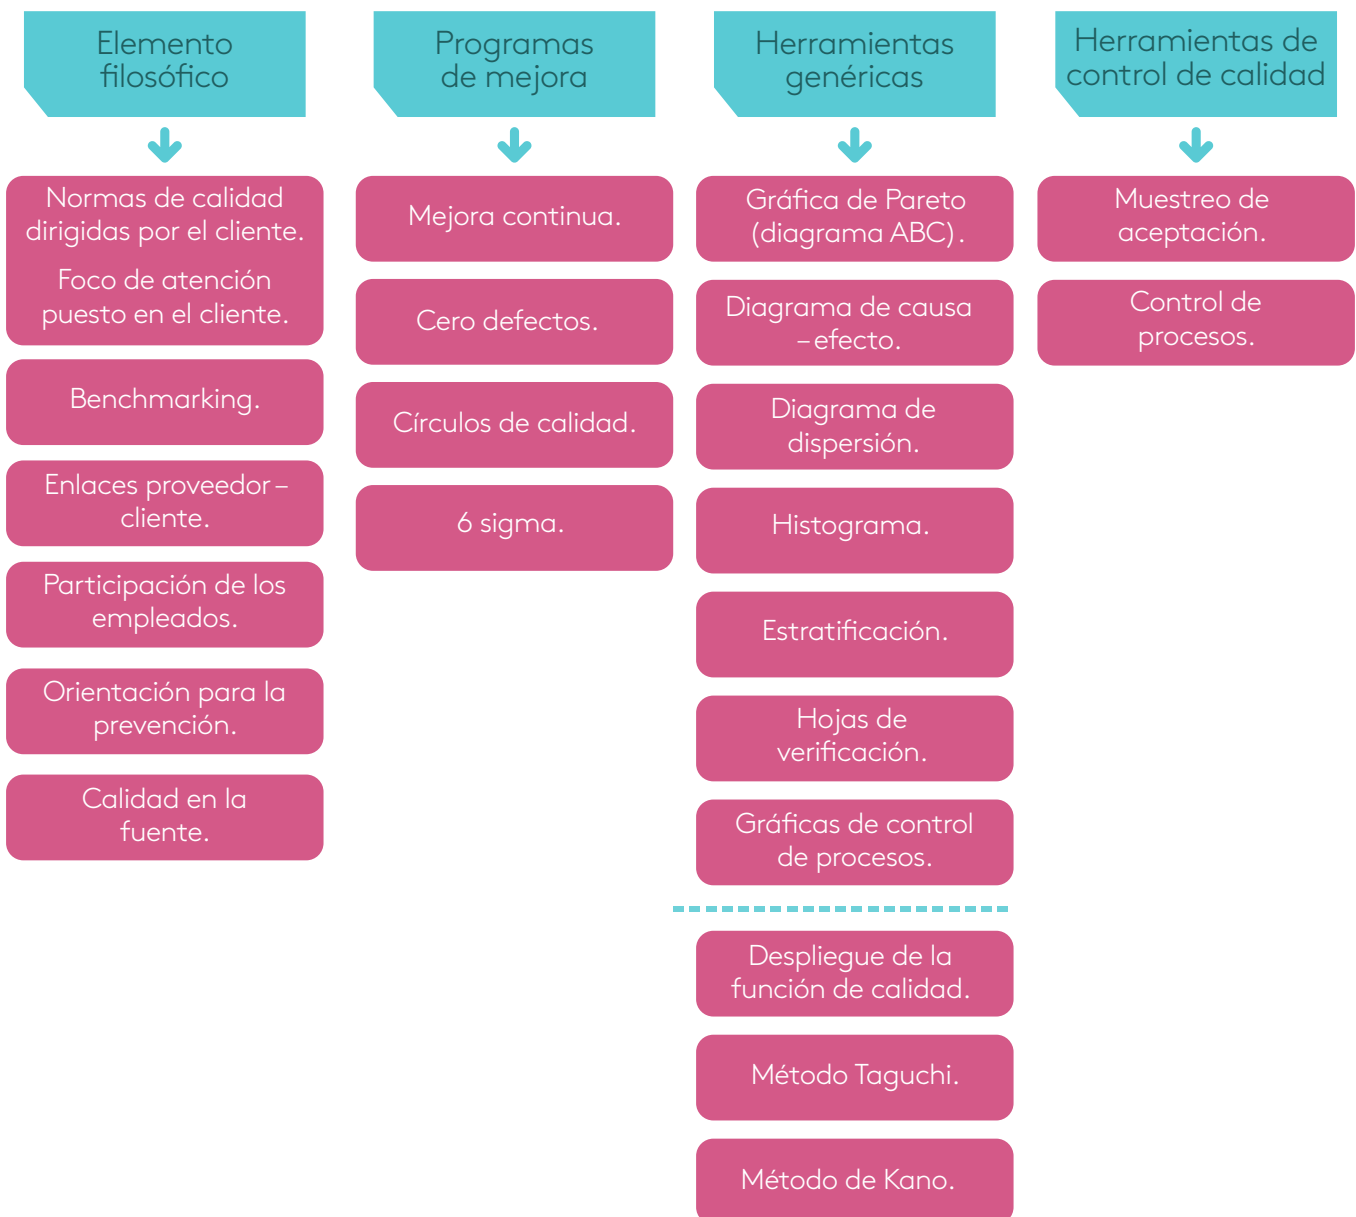 Elemento
filosófico
Normas de calidad
dirigidas por el cliente.
Foco de atención
puesto en el cliente.
Benchmarking.
Enlaces proveedor –
cliente.
Participación de los
empleados.
Orientación para la
prevención.
Calidad en la
fuente.
Programas
de mejora
Mejora continua.
Cero defectos.
Círculos de calidad.
6 sigma.
Herramientas
genéricas
Gráfica de Pareto
(diagrama ABC).
Diagrama de causa
– efecto.
Diagrama de
dispersión.
Histograma.
Estratificación.
Hojas de
verificación.
Gráficas de control
de procesos.
Despliegue de la
función de calidad.
Método Taguchi.
Método de Kano.
Herramientas de
control de calidad
Muestreo de
aceptación.
Control de
procesos.